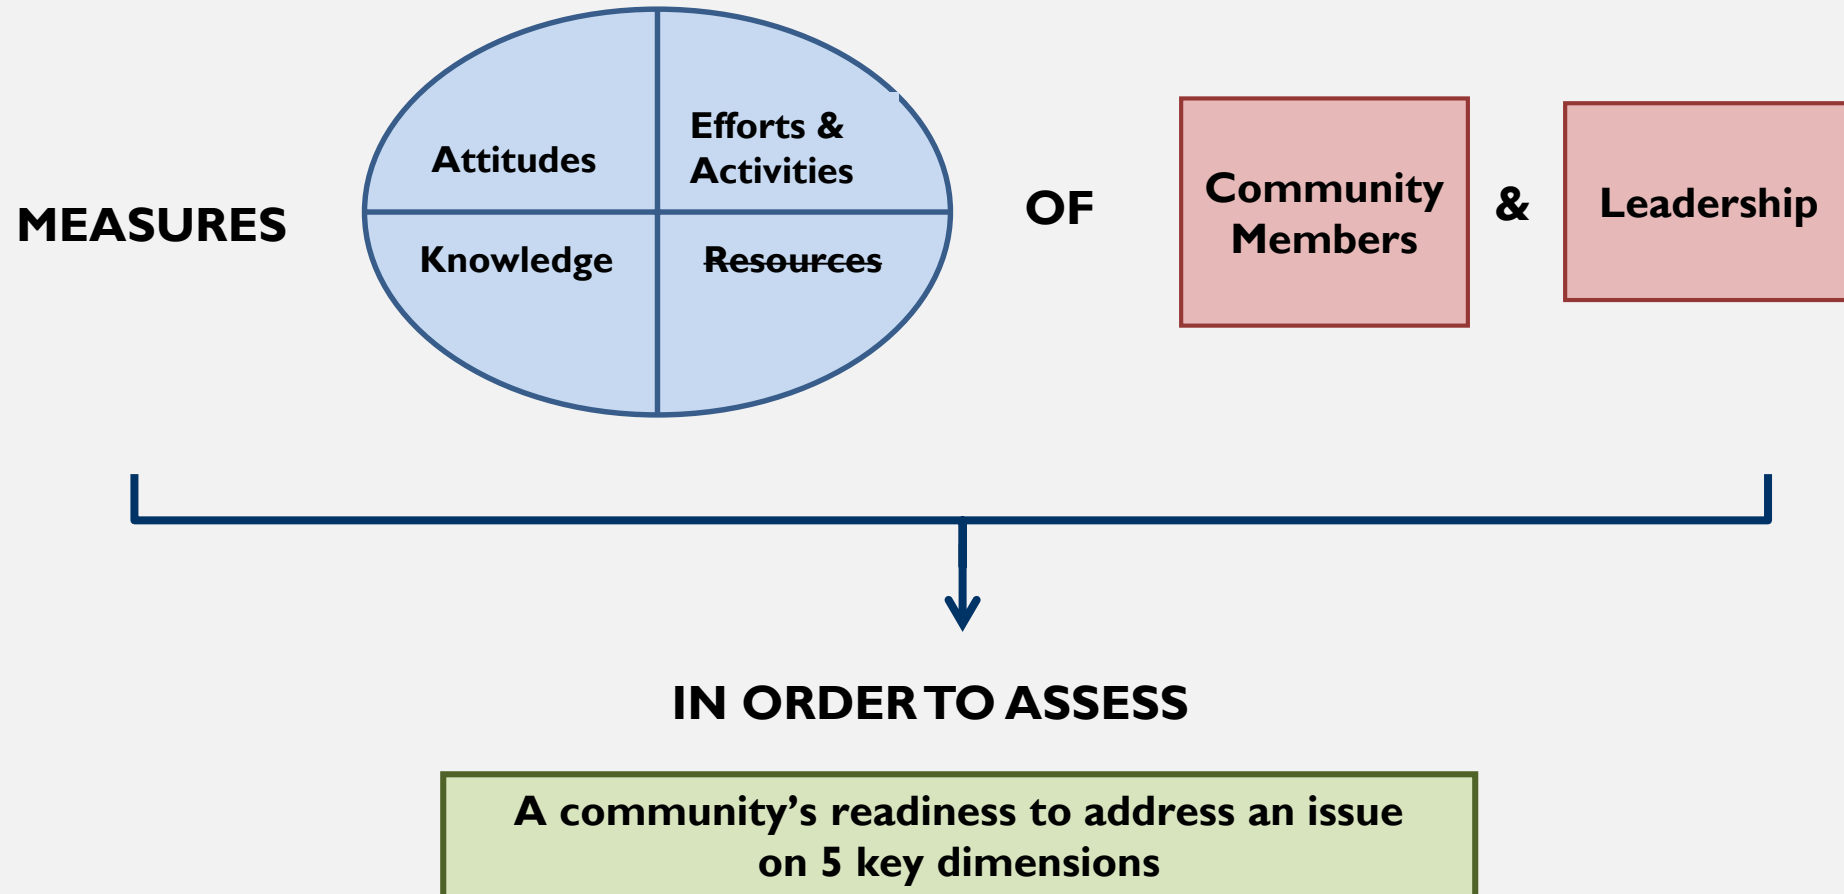 MEASURES
Attitudes
Efforts &
Activities
Knowledge
Resources
OF
Community
Members
&
Leadership
IN ORDER TO ASSESS
A community’s readiness to address an issue
on 5 key dimensions